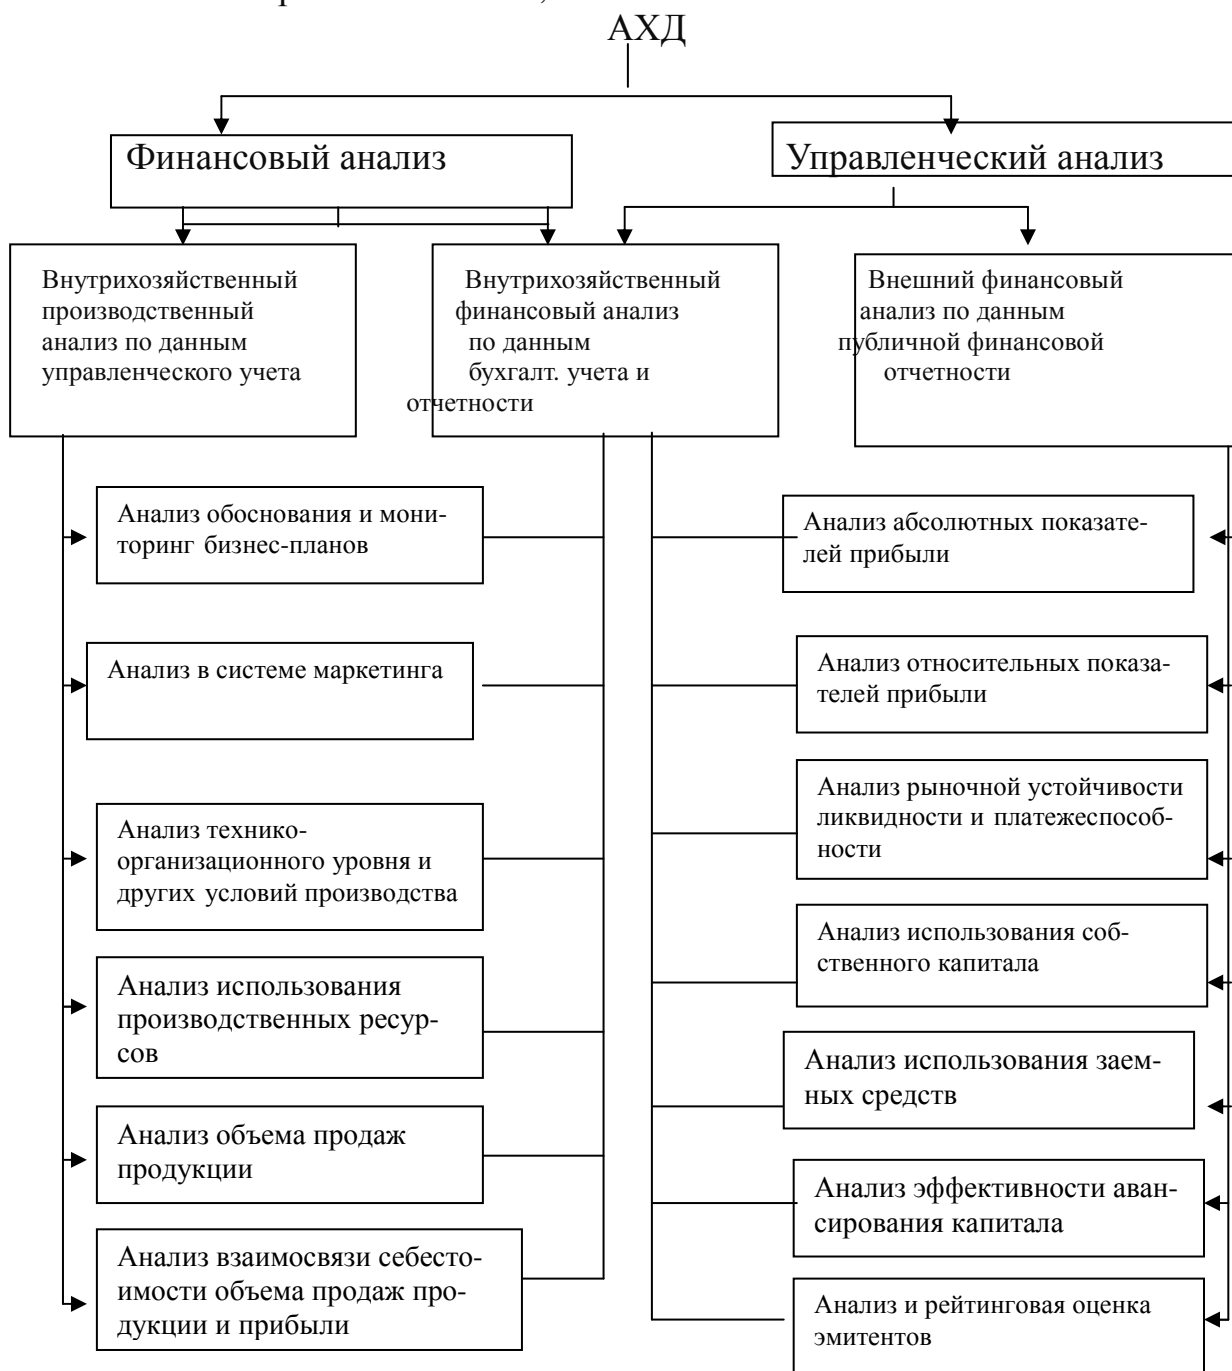 АХД
Финансовый анализ
Управленческий анализ
Внутрихозяйственный
производственный
анализ по данным
управленческого учета
Внутрихозяйственный
финансовый анализ
по данным
бухгалт. учета и
отчетности
Внешний финансовый
анализ по данным
публичной финансовой
отчетности
Анализ обоснования и мони-
торинг бизнес-планов
Анализ в системе маркетинга
Анализ технико-
организационного уровня и
других условий производства
Анализ использования
производственных ресур-
сов
Анализ объема продаж
продукции
Анализ взаимосвязи себесто-
имости объема продаж про-
дукции и прибыли
Анализ абсолютных показате-
лей прибыли
Анализ относительных показа-
телей прибыли
Анализ рыночной устойчивости
ликвидности и платежеспособ-
ности
Анализ использования соб-
ственного капитала
Анализ использования заем-
ных средств
Анализ эффективности аван-
сирования капитала
Анализ и рейтинговая оценка
эмитентов